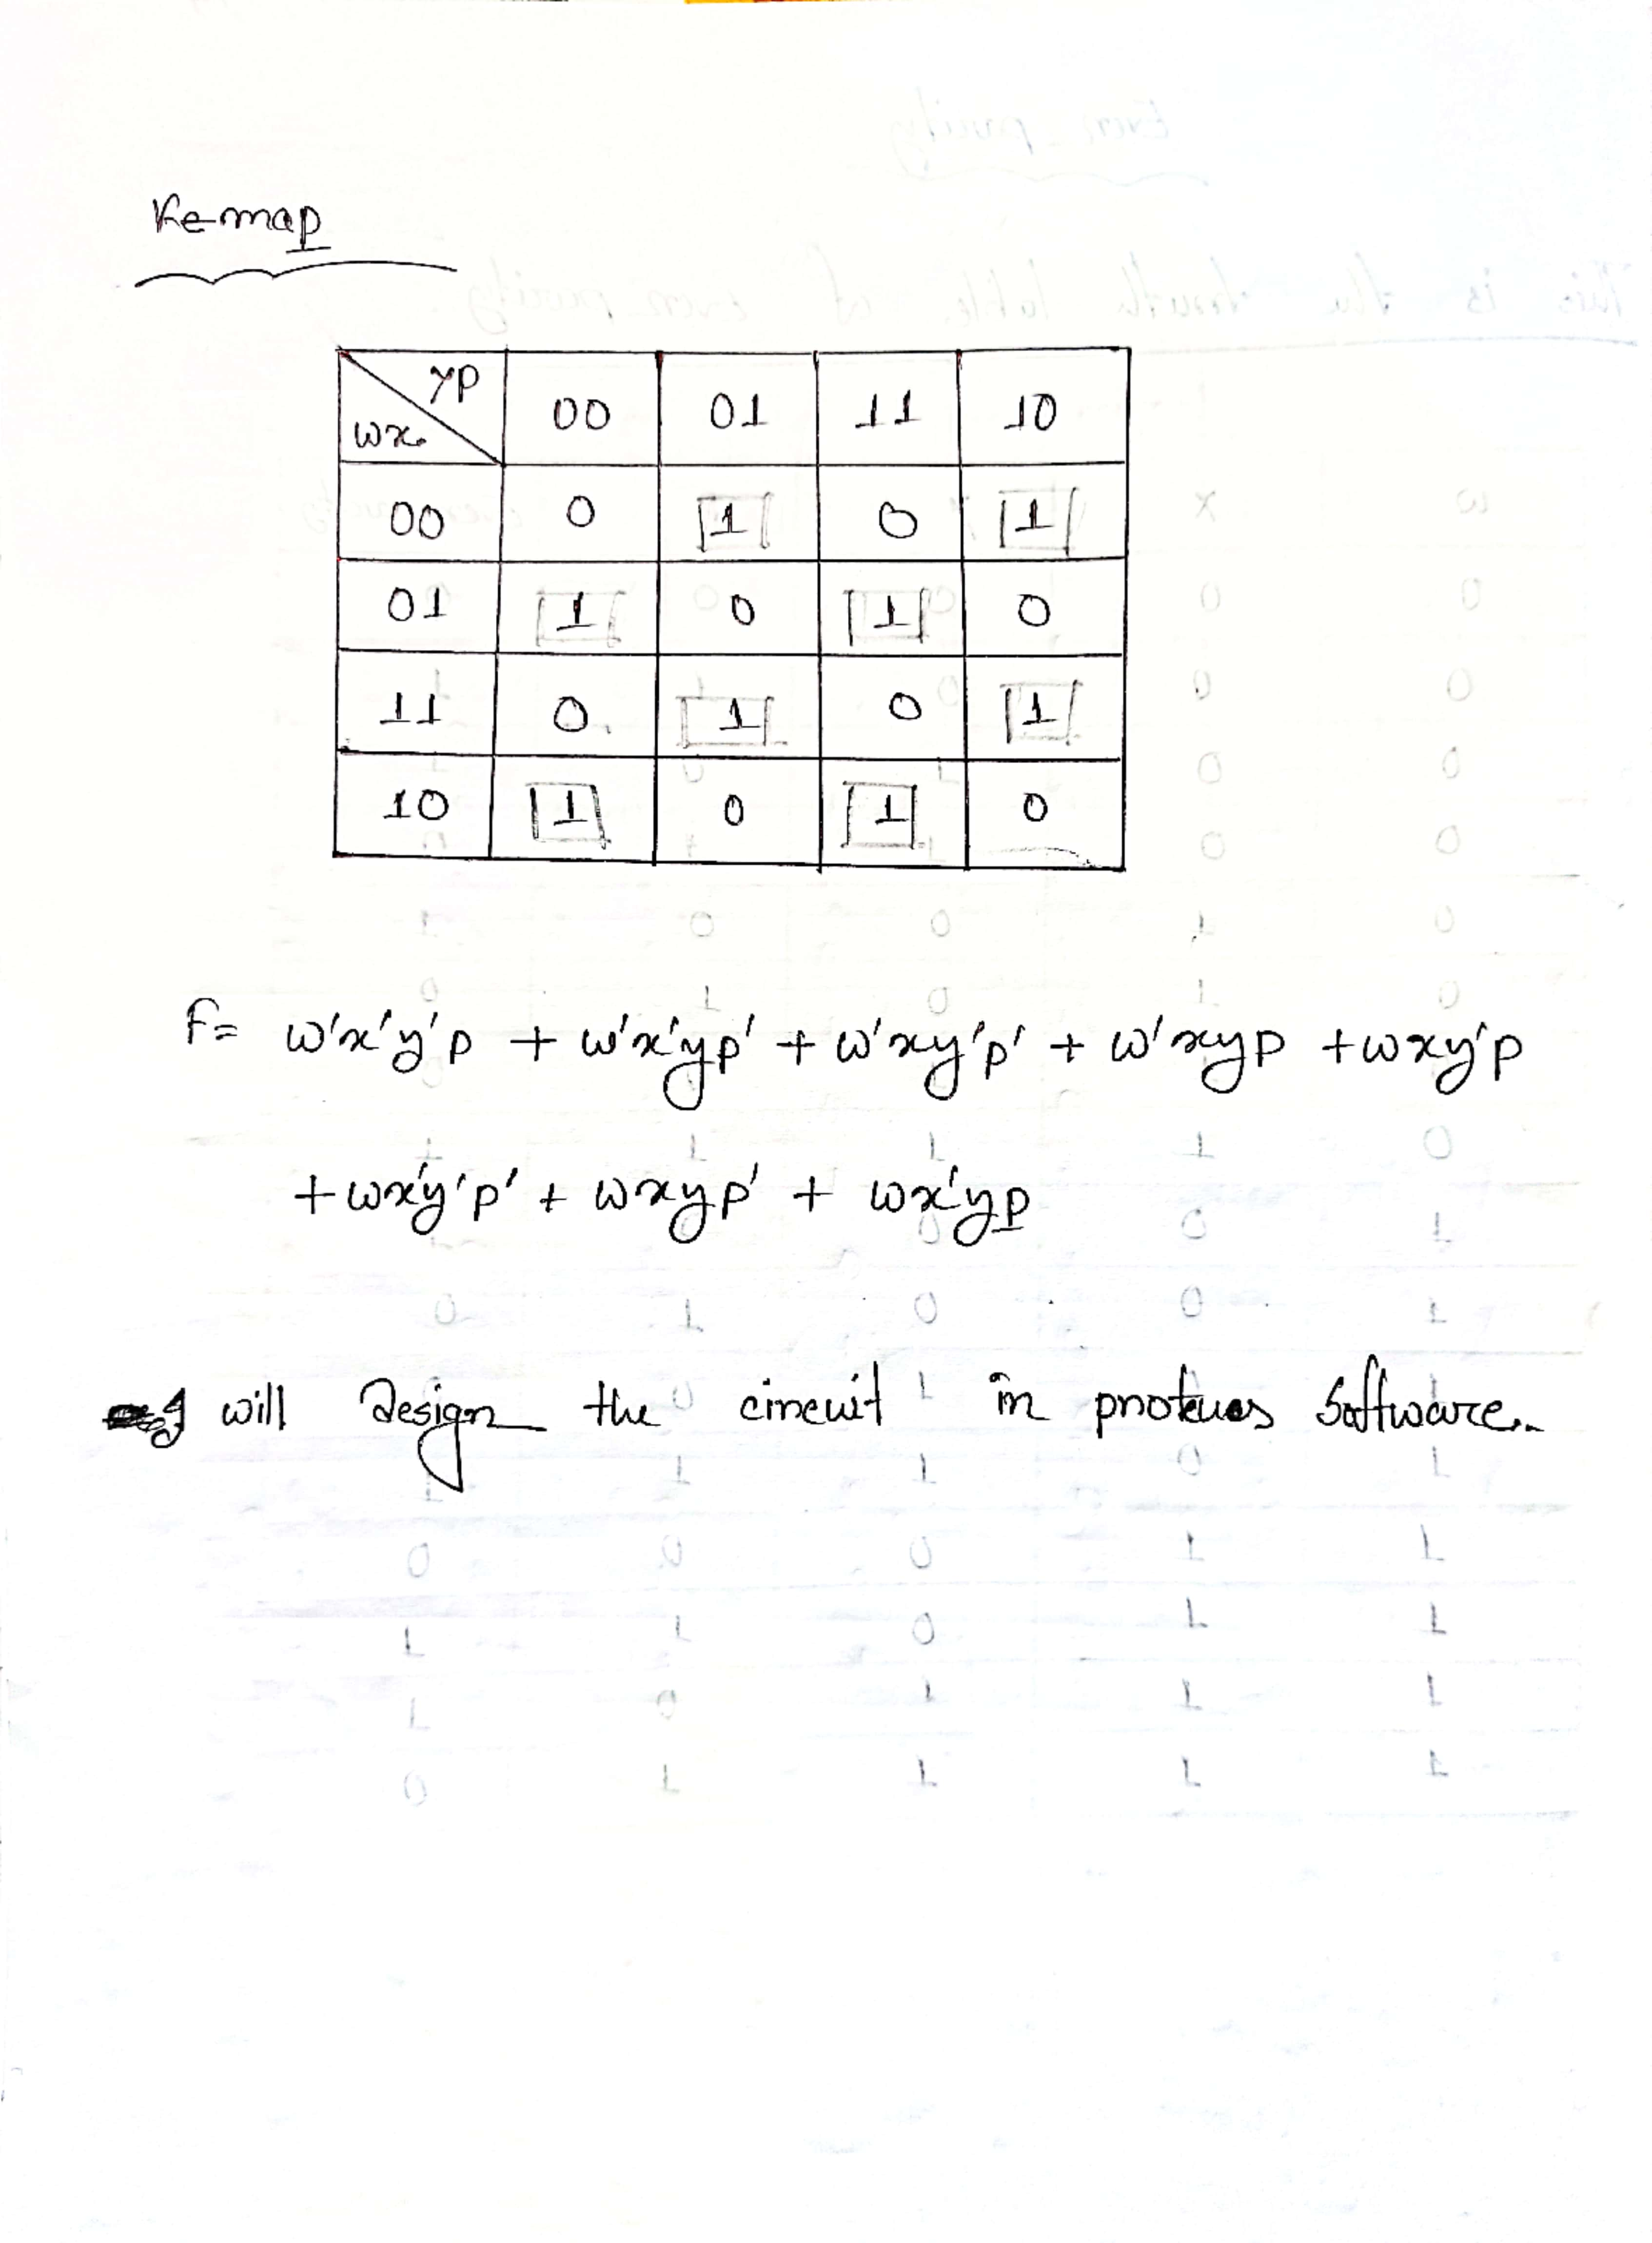 K-map
yp
wx 00 01 11 10
00 0 1 0 1
01 1 0 1 0
11 0 1 0 1
10 1 0 1 0
F= w'x'y'p + w'x'yp' + w'xy'p' + w'xyp + wxy'p
+ wx'y'p' + wxyp' + wx'yp
I will design the circuit in proteus software.